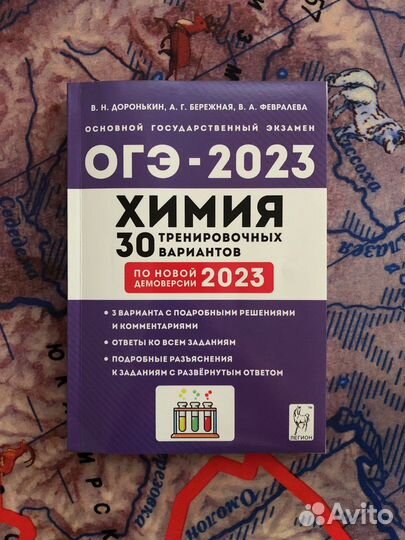 В. Н. ДОРОНЬКИН, А. Г. БЕРЕЖНАЯ, В. А. ФЕВРАЛЕВА
ОСНОВНОЙ ГОСУДАРСТВЕННЫЙ ЭКЗАМЕН
ОГЭ - 2023
ХИМИЯ
30 ТРЕНИРОВОЧНЫХ
ВАРИАНТОВ
ПО НОВОЙ
ДЕМОВЕРСИИ 2023
• 3 ВАРИАНТА С ПОДРОБНЫМИ РЕШЕНИЯМИ
И КОММЕНТАРИЯМИ
• ОТВЕТЫ КО ВСЕМ ЗАДАНИЯМ
• ПОДРОБНЫЕ РАЗЪЯСНЕНИЯ
К ЗАДАНИЯМ С РАЗВЁРНУТЫМ ОТВЕТОМ
ЛЕГИОН
Омолон
Avito